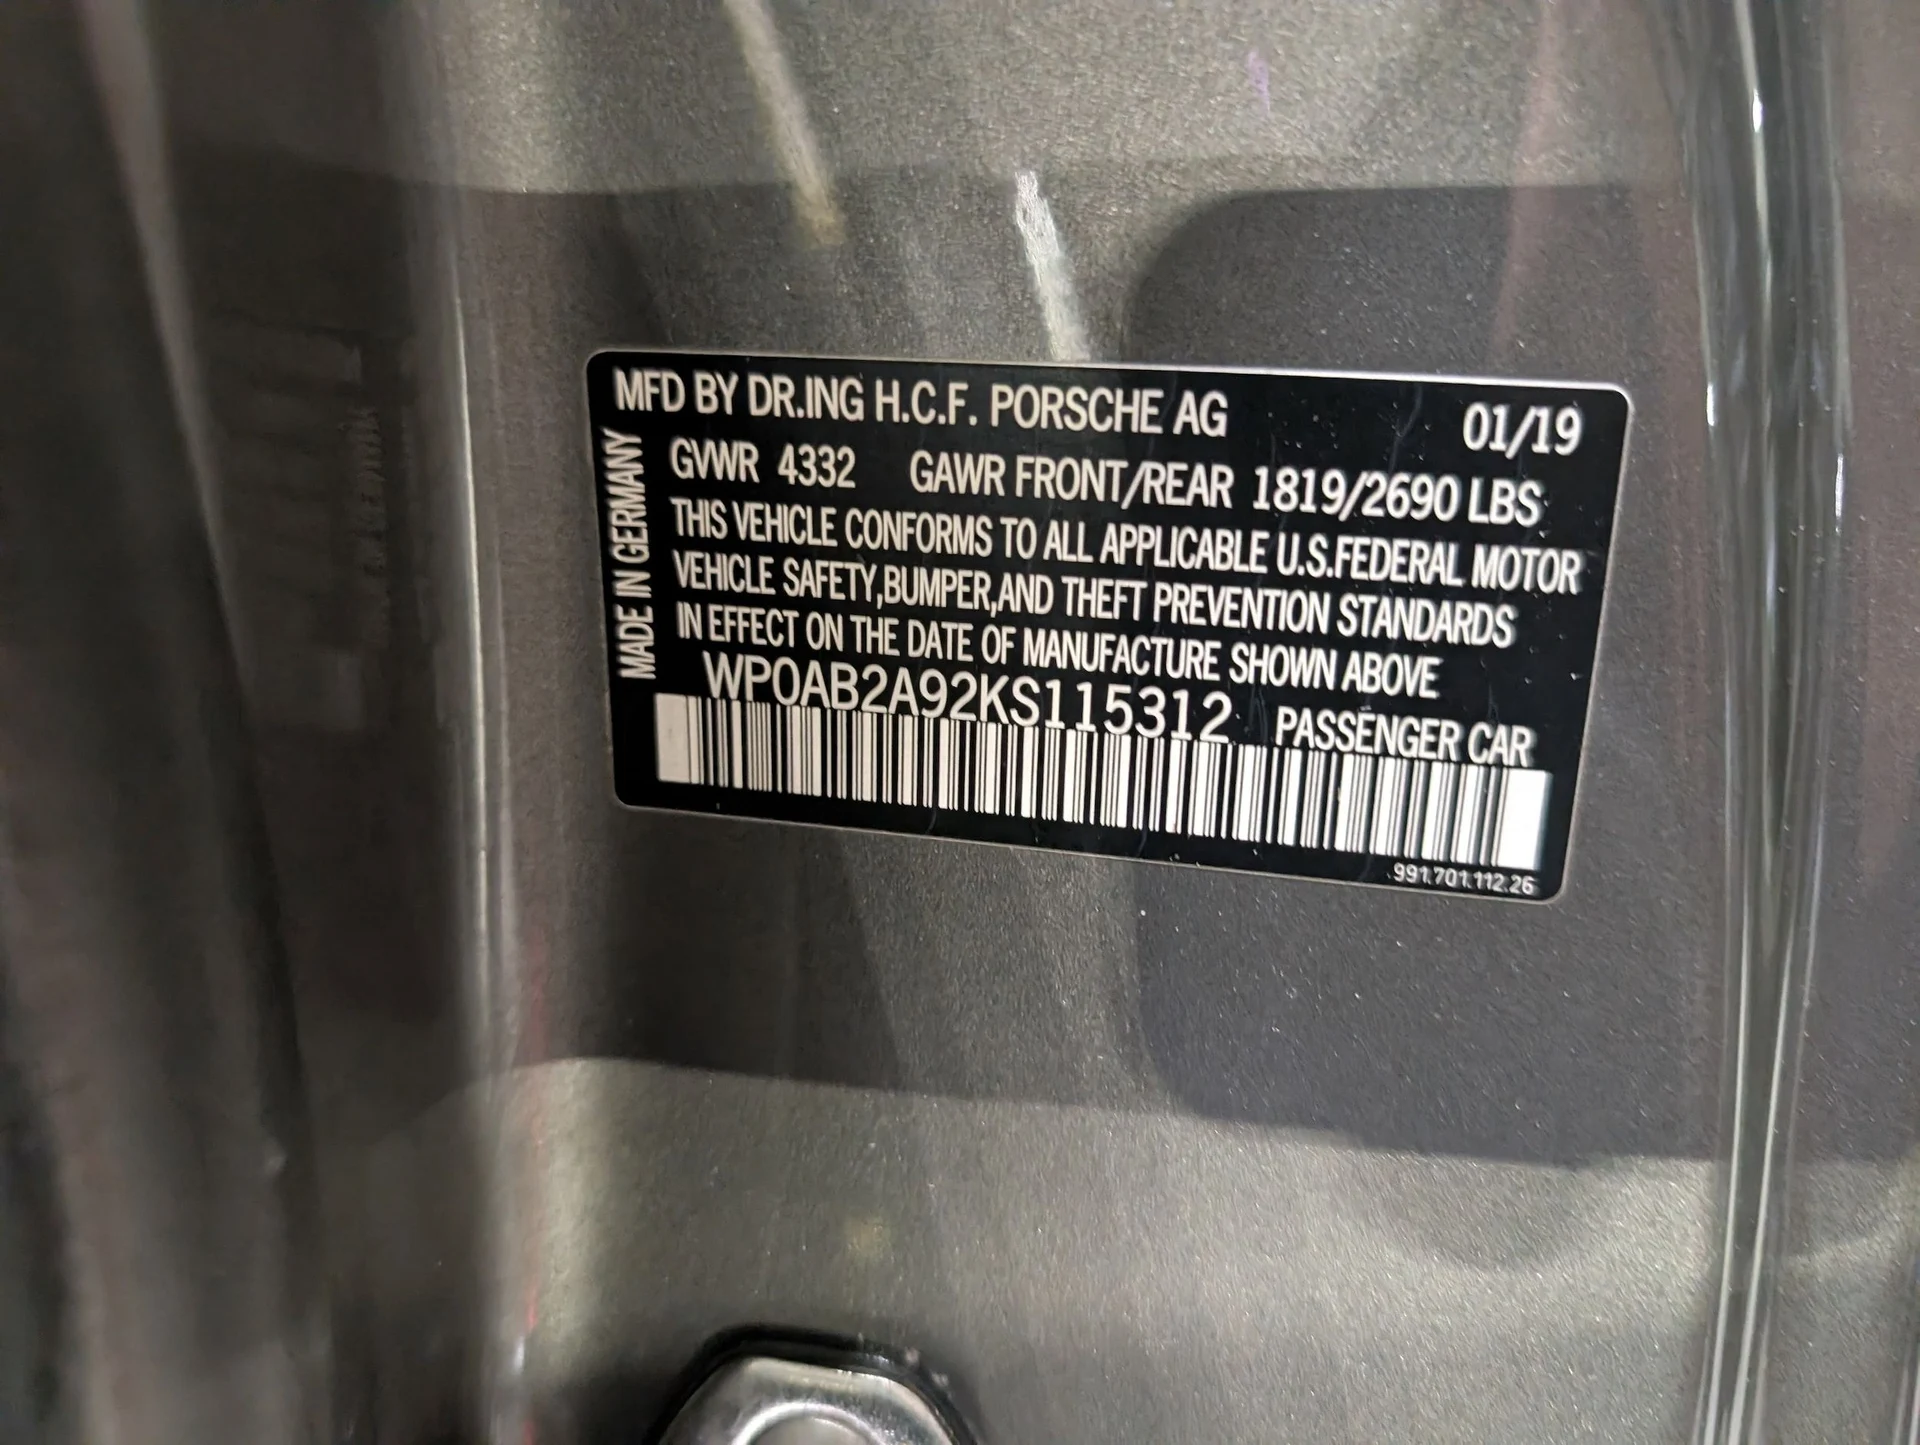 MFD BY DR.ING H.C.F. PORSCHE AG 01/19
GVWR 4332 GAWR FRONT/REAR 1819/2690 LBS
THIS VEHICLE CONFORMS TO ALL APPLICABLE U.S.FEDERAL MOTOR
VEHICLE SAFETY,BUMPER,AND THEFT PREVENTION STANDARDS
IN EFFECT ON THE DATE OF MANUFACTURE SHOWN ABOVE
WP0AB2A92KS115312 PASSENGER CAR
991.701.112.26
MADE IN GERMANY